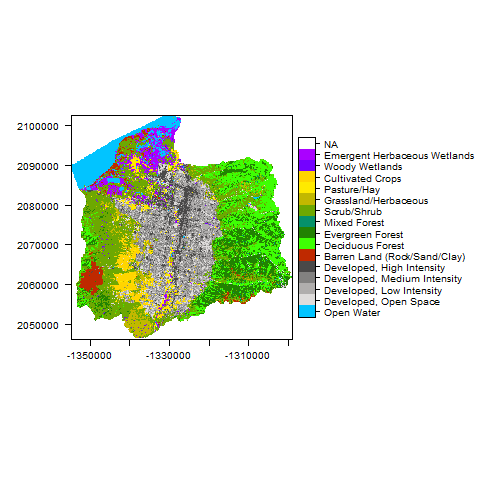 2100000
2090000
2080000
2070000
2060000
2050000
-1350000
-1330000
-1310000
NA
Emergent Herbaceous Wetlands
Woody Wetlands
Cultivated Crops
Pasture/Hay
Grassland/Herbaceous
Scrub/Shrub
Mixed Forest
Evergreen Forest
Deciduous Forest
Barren Land (Rock/Sand/Clay)
Developed, High Intensity
Developed, Medium Intensity
Developed, Low Intensity
Developed, Open Space
Open Water